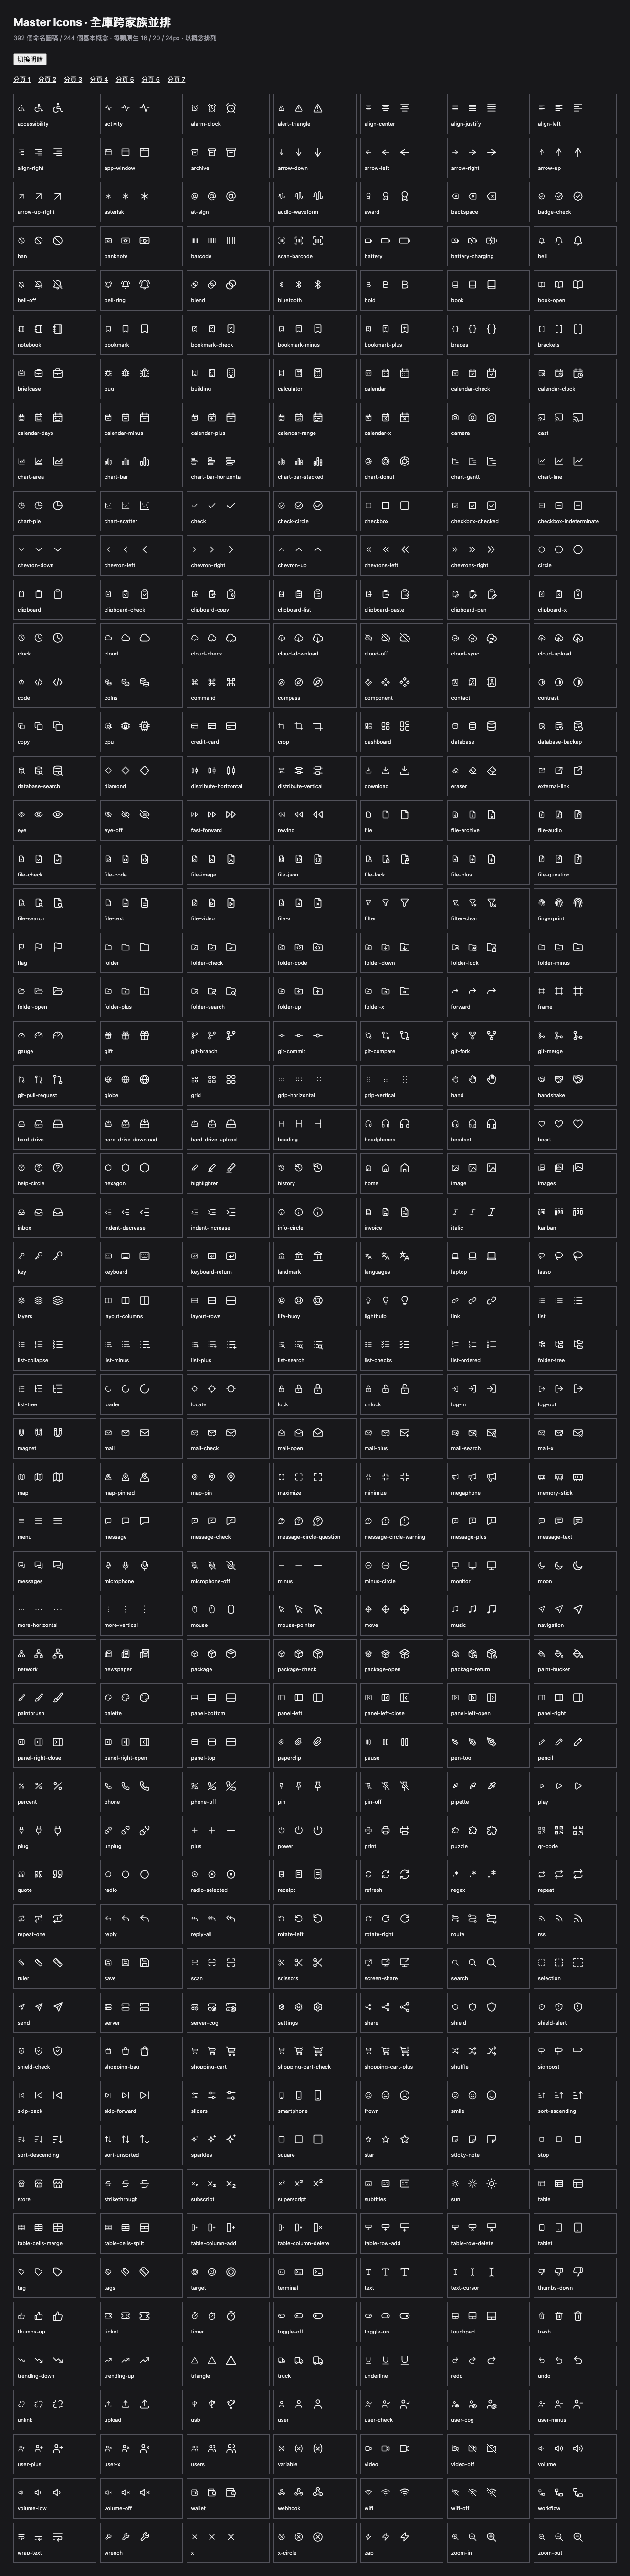 Master Icons · 全庫跨家族並排
392 個命名圖稿 / 244 個基本概念 · 每顆原生 16 / 20 / 24px · 以概念排列
切換明暗
分頁 1 分頁 2 分頁 3 分頁 4 分頁 5 分頁 6 分頁 7
accessibility activity alarm-clock alert-triangle align-center align-justify align-left
align-right app-window archive arrow-down arrow-left arrow-right arrow-up
arrow-up-right asterisk at-sign audio-waveform award backspace badge-check
ban banknote barcode scan-barcode battery battery-charging bell
bell-off bell-ring blend bluetooth bold book book-open
notebook bookmark bookmark-check bookmark-minus bookmark-plus braces brackets
briefcase bug building calculator calendar calendar-check calendar-clock
calendar-days calendar-minus calendar-plus calendar-range calendar-x camera cast
chart-area chart-bar chart-bar-horizontal chart-bar-stacked chart-donut chart-gantt chart-line
chart-pie chart-scatter check check-circle checkbox checkbox-checked checkbox-indeterminate
chevron-down chevron-left chevron-right chevron-up chevrons-left chevrons-right circle
clipboard clipboard-check clipboard-copy clipboard-list clipboard-paste clipboard-pen clipboard-x
clock cloud cloud-check cloud-download cloud-off cloud-sync cloud-upload
code coins command compass component contact contrast
copy cpu credit-card crop dashboard database database-backup
database-search diamond distribute-horizontal distribute-vertical download eraser external-link
eye eye-off fast-forward rewind file file-archive file-audio
file-check file-code file-image file-json file-lock file-plus file-question
file-search file-text file-video file-x filter filter-clear fingerprint
flag folder folder-check folder-code folder-down folder-lock folder-minus
folder-open folder-plus folder-search folder-up folder-x forward frame
gauge gift git-branch git-commit git-compare git-fork git-merge
git-pull-request globe grid grip-horizontal grip-vertical hand handshake
hard-drive hard-drive-download hard-drive-upload heading headphones headset heart
help-circle hexagon highlighter history home image images
inbox indent-decrease indent-increase info-circle invoice italic kanban
key keyboard keyboard-return landmark languages laptop lasso
layers layout-columns layout-rows life-buoy lightbulb link list
list-collapse list-minus list-plus list-search list-checks list-ordered folder-tree
list-tree loader locate lock unlock log-in log-out
magnet mail mail-check mail-open mail-plus mail-search mail-x
map map-pinned map-pin maximize minimize megaphone memory-stick
menu message message-check message-circle-question message-circle-warning message-plus message-text
messages microphone microphone-off minus minus-circle monitor moon
more-horizontal more-vertical mouse mouse-pointer move music navigation
network newspaper package package-check package-open package-return paint-bucket
paintbrush palette panel-bottom panel-left panel-left-close panel-left-open panel-right
panel-right-close panel-right-open panel-top paperclip pause pen-tool pencil
percent phone phone-off pin pin-off pipette play
plug unplug plus power print puzzle qr-code
quote radio radio-selected receipt refresh regex repeat
repeat-one reply reply-all rotate-left rotate-right route rss
ruler save scan scissors screen-share search selection
send server server-cog settings share shield shield-alert
shield-check shopping-bag shopping-cart shopping-cart-check shopping-cart-plus shuffle signpost
skip-back skip-forward sliders smartphone frown smile sort-ascending
sort-descending sort-unsorted sparkles square star sticky-note stop
store strikethrough subscript superscript subtitles sun table
table-cells-merge table-cells-split table-column-add table-column-delete table-row-add table-row-delete tablet
tag tags target terminal text text-cursor thumbs-down
thumbs-up ticket timer toggle-off toggle-on touchpad trash
trending-down trending-up triangle truck underline redo undo
unlink upload usb user user-check user-cog user-minus
user-plus user-x users variable video video-off volume
volume-low volume-off wallet webhook wifi wifi-off workflow
wrap-text wrench x x-circle zap zoom-in zoom-out